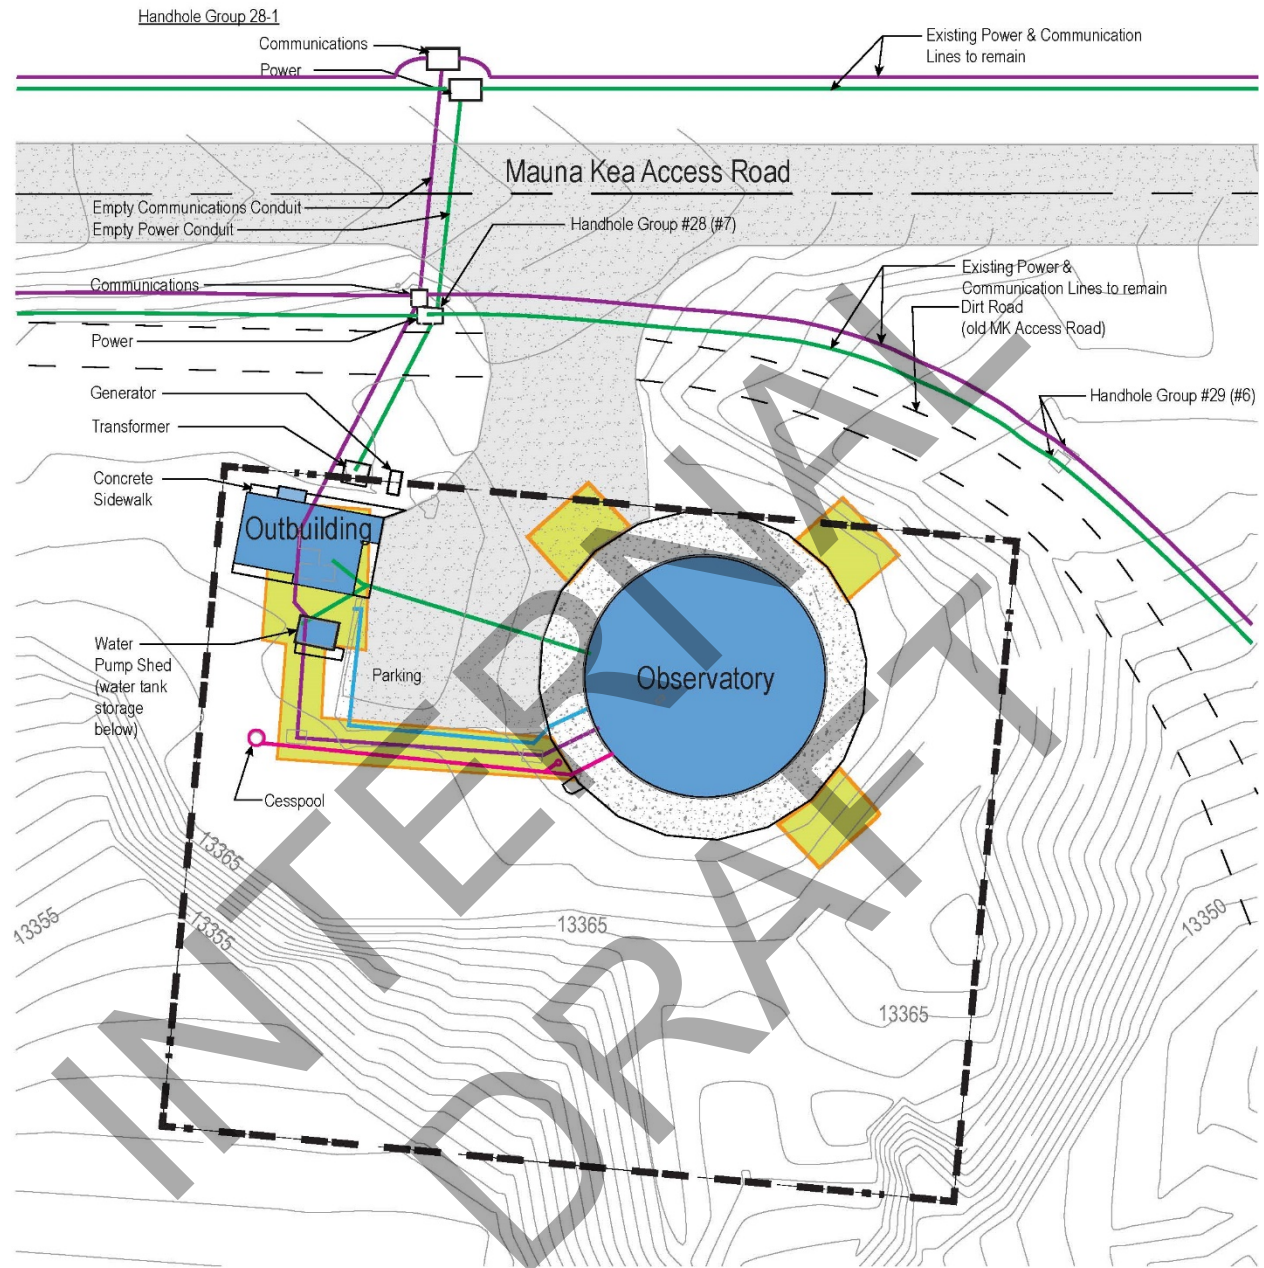 Handhole Group 28-1
Communications
Power
Existing Power & Communication
Lines to remain
Mauna Kea Access Road
Empty Communications Conduit
Empty Power Conduit
Handhole Group #28 (#7)
Communications
Power
Existing Power &
Communication Lines to remain
Dirt Road
(old MK Access Road)
Generator
Transformer
Handhole Group #29 (#6)
Concrete
Sidewalk
Outbuilding
Water
Pump Shed
(water tank
storage
below)
Parking
Observatory
Cesspool
13365
13355
13355
13365
13350
13365
INTERNAL
DRAFT